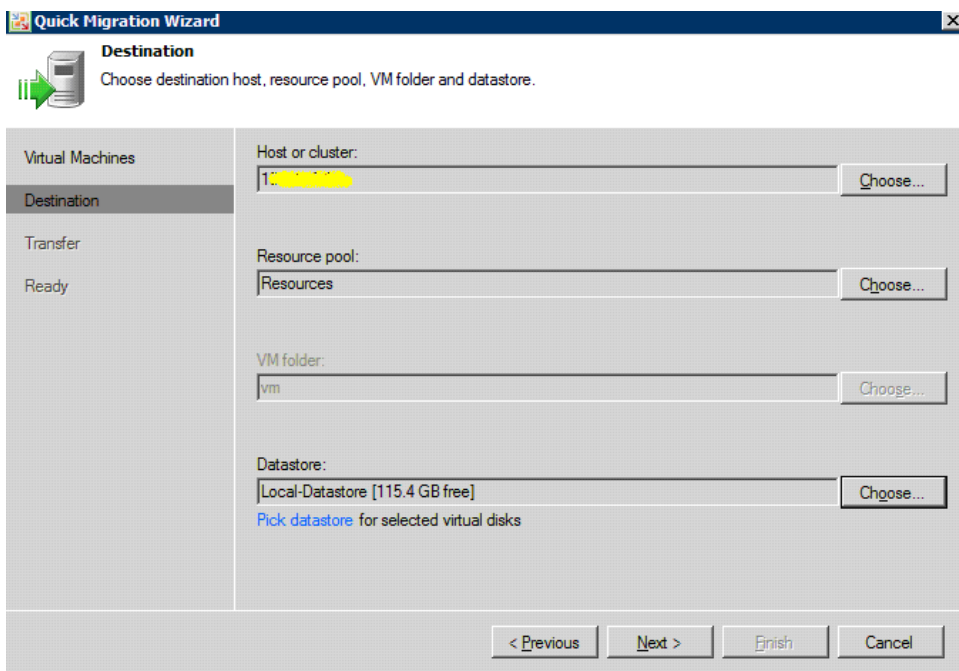 Quick Migration Wizard
Destination
Choose destination host, resource pool, VM folder and datastore.
Virtual Machines
Destination
Transfer
Ready
Host or cluster:
Choose...
Resource pool:
Resources
Choose...
VM folder:
vm
Choose...
Datastore:
Local-Datastore [115.4 GB free]
Choose...
Pick datastore for selected virtual disks
< Previous
Next >
Finish
Cancel